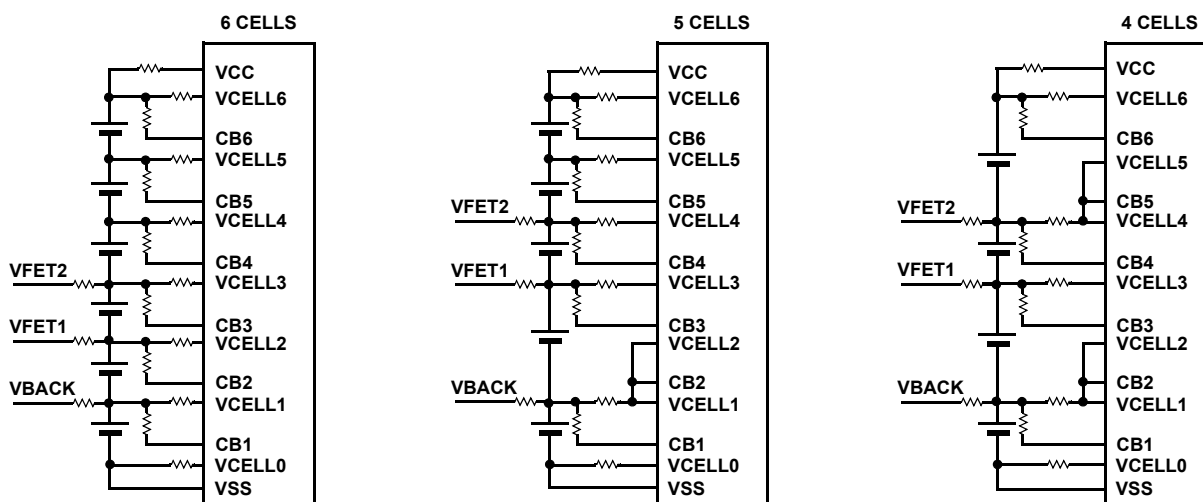 6 CELLS
VCC
VCELL6
CB6
VCELL5
CB5
VCELL4
CB4
VFET2
VCELL3
CB3
VFET1
VCELL2
CB2
VBACK
VCELL1
CB1
VCELL0
VSS
5 CELLS
VCC
VCELL6
CB6
VCELL5
CB5
VFET2
VCELL4
CB4
VFET1
VCELL3
CB3
VCELL2
CB2
VBACK
VCELL1
CB1
VCELL0
VSS
4 CELLS
VCC
VCELL6
CB6
VCELL5
CB5
VFET2
VCELL4
CB4
VFET1
VCELL3
CB3
VCELL2
CB2
VBACK
VCELL1
CB1
VCELL0
VSS